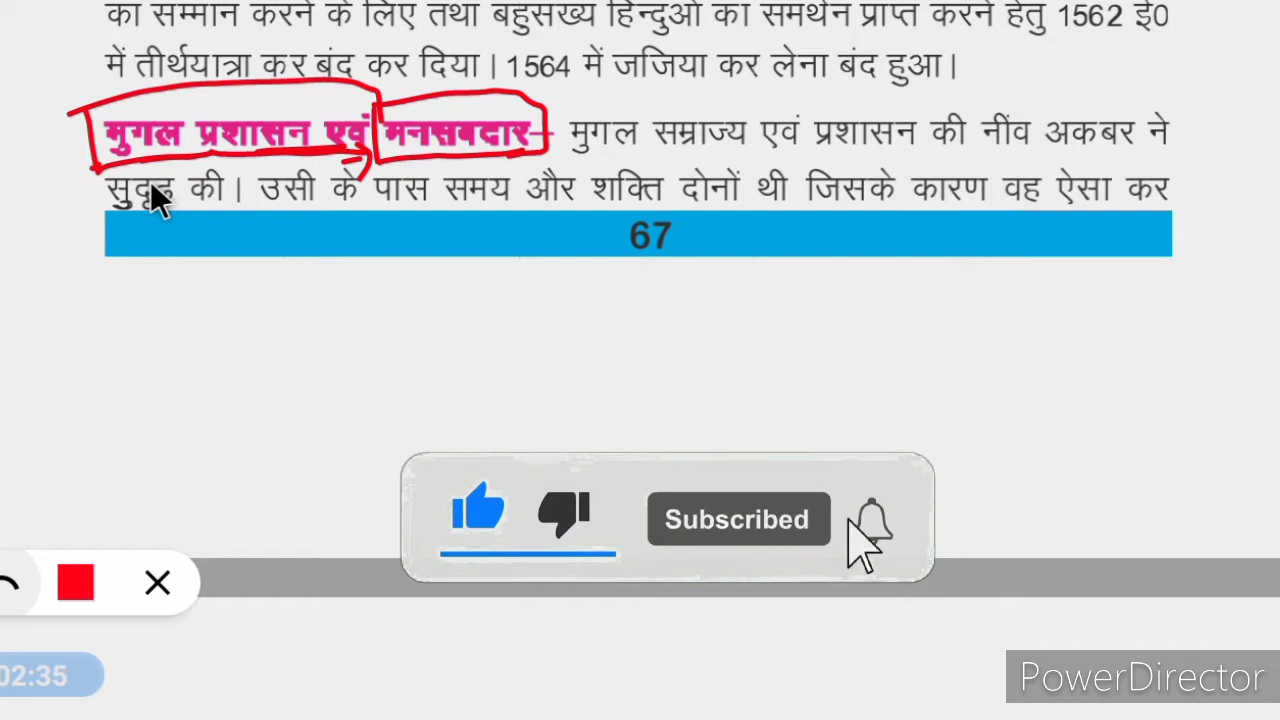 का सम्मान करने के लिए तथा बहुसंख्य हिन्दुओं का समर्थन प्राप्त करने हेतु 1562 ई0
में तीर्थयात्रा कर बंद कर दिया। 1564 में जजिया कर लेना बंद हुआ।
मुगल प्रशासन एवं मनसबदार– मुगल सम्राज्य एवं प्रशासन की नींव अकबर ने
सुदृढ़ की। उसी के पास समय और शक्ति दोनों थी जिसके कारण वह ऐसा कर
67
Subscribed
02:35
PowerDirector